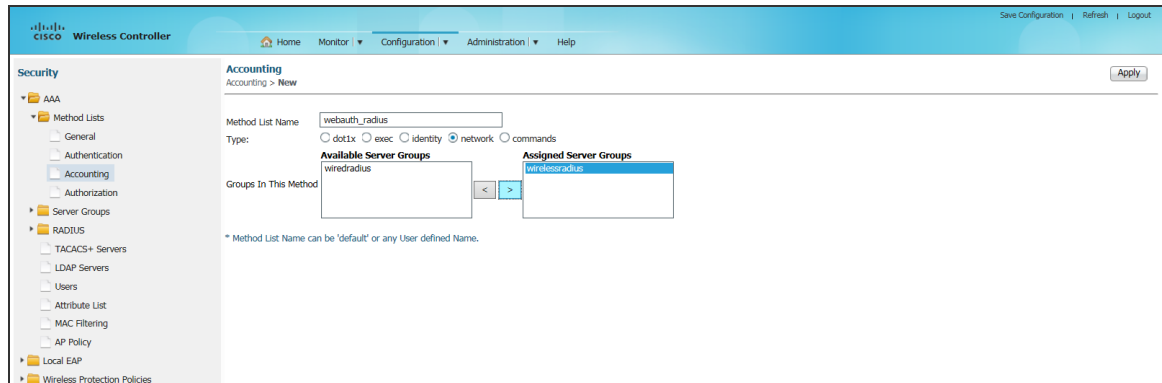 Save Configuration | Refresh | Logout
CISCO Wireless Controller
Home Monitor | Configuration | Administration | Help
Security
AAA
Method Lists
General
Authentication
Accounting
Authorization
Server Groups
RADIUS
TACACS+ Servers
LDAP Servers
Users
Attribute List
MAC Filtering
AP Policy
Local EAP
Wireless Protection Policies
Accounting
Accounting > New
Apply
Method List Name webauth_radius
Type: dot1x exec identity network commands
Available Server Groups Assigned Server Groups
Groups In This Method wiredradius < > wirelessradius
* Method List Name can be 'default' or any User defined Name.